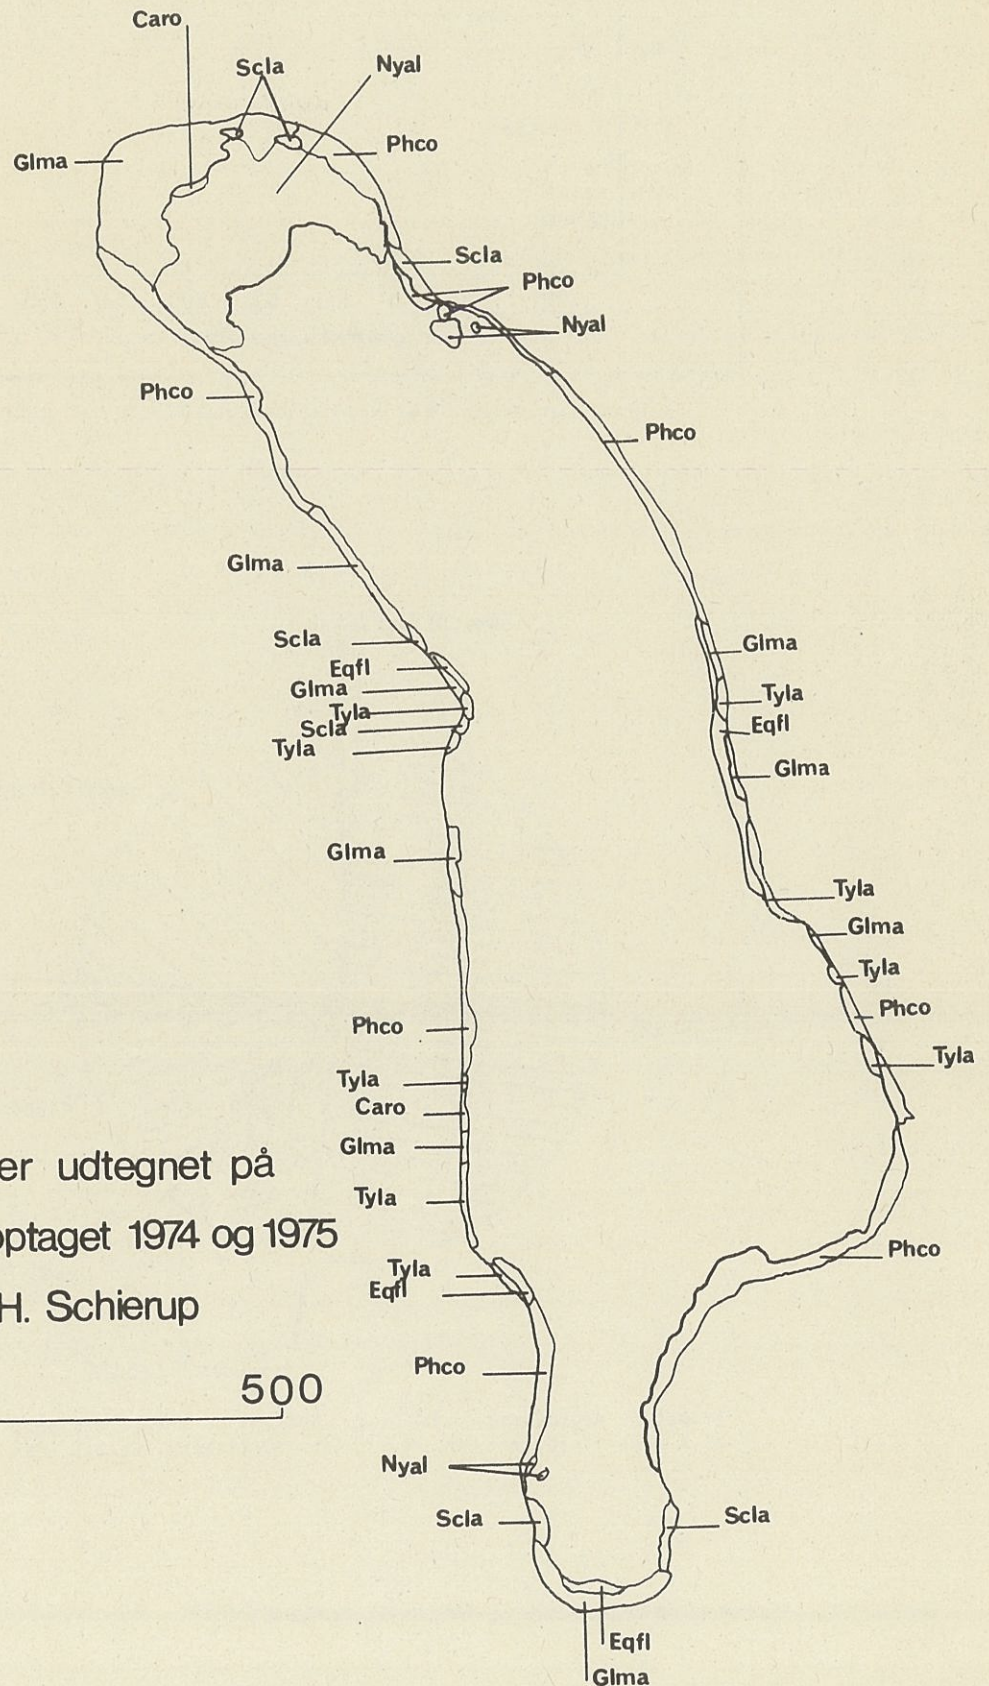 Caro
Scla Nyal
Phco
Glma
Scla
Phco
Nyal
Phco
Phco
Glma
Scla
Glma
Eqfl
Glma
Tyla
Tyla
Scla
Eqfl
Tyla
Glma
Glma
Tyla
Glma
Tyla
Phco
Phco
Tyla
Tyla
Caro
Glma
er udtegnet på
Tyla
ptaget 1974 og 1975
Phco
Tyla
Eqfl
H. Schierup
Phco
500
Nyal
Scla Scla
Eqfl
Glma